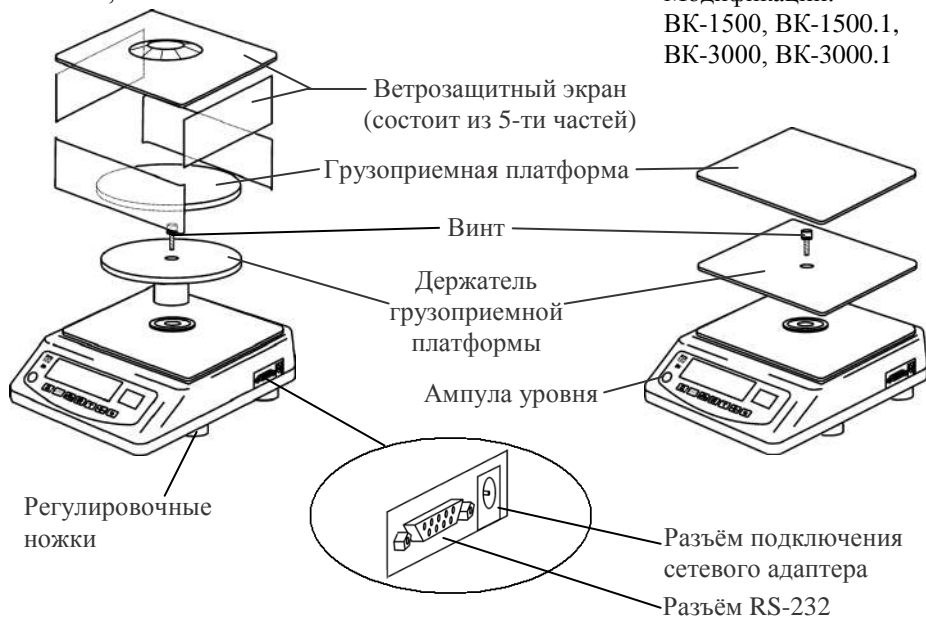 Модификации:
ВК-1500, ВК-1500.1,
ВК-3000, ВК-3000.1
Ветрозащитный экран
(состоит из 5-ти частей)
Грузоприемная платформа
Винт
Держатель
грузоприемной
платформы
Ампула уровня
Регулировочные
ножки
Разъём подключения
сетевого адаптера
Разъём RS-232